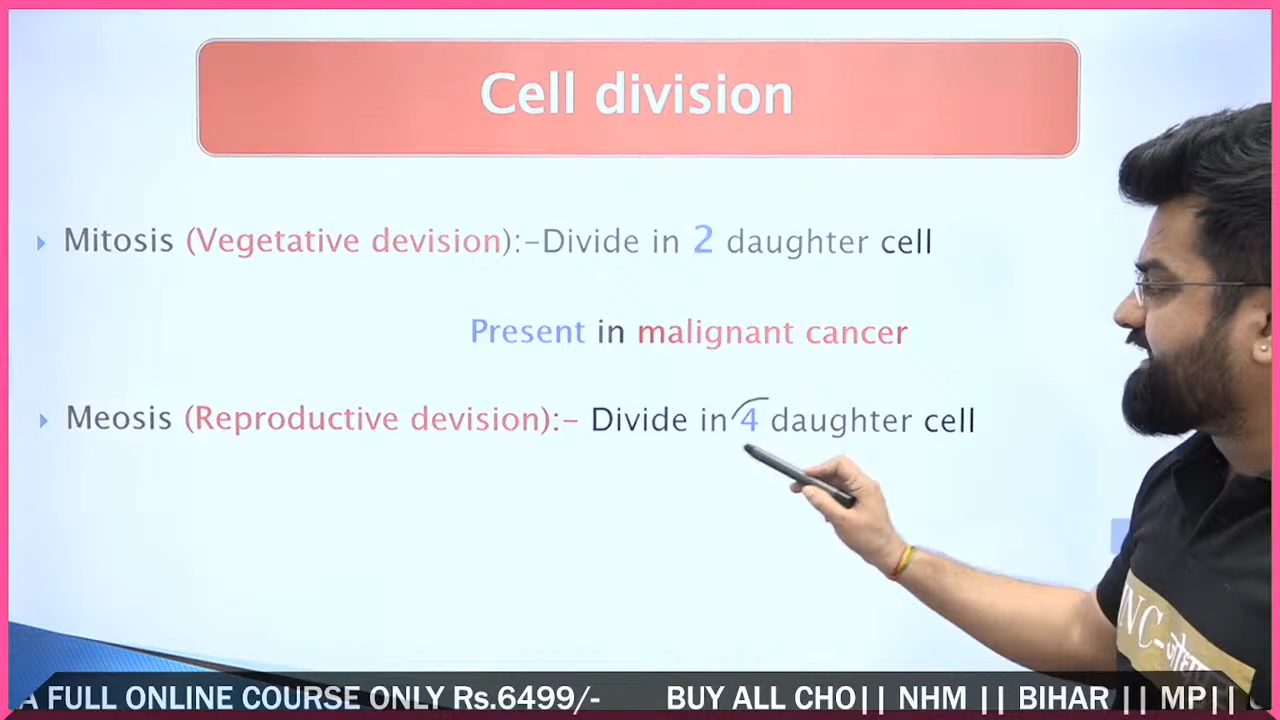 Cell division
Mitosis (Vegetative devision):-Divide in 2 daughter cell
Present in malignant cancer
Meosis (Reproductive devision):- Divide in 4 daughter cell
NC-जोह
A FULL ONLINE COURSE ONLY Rs.6499/- BUY ALL CHO|| NHM || BIHAR || MP||